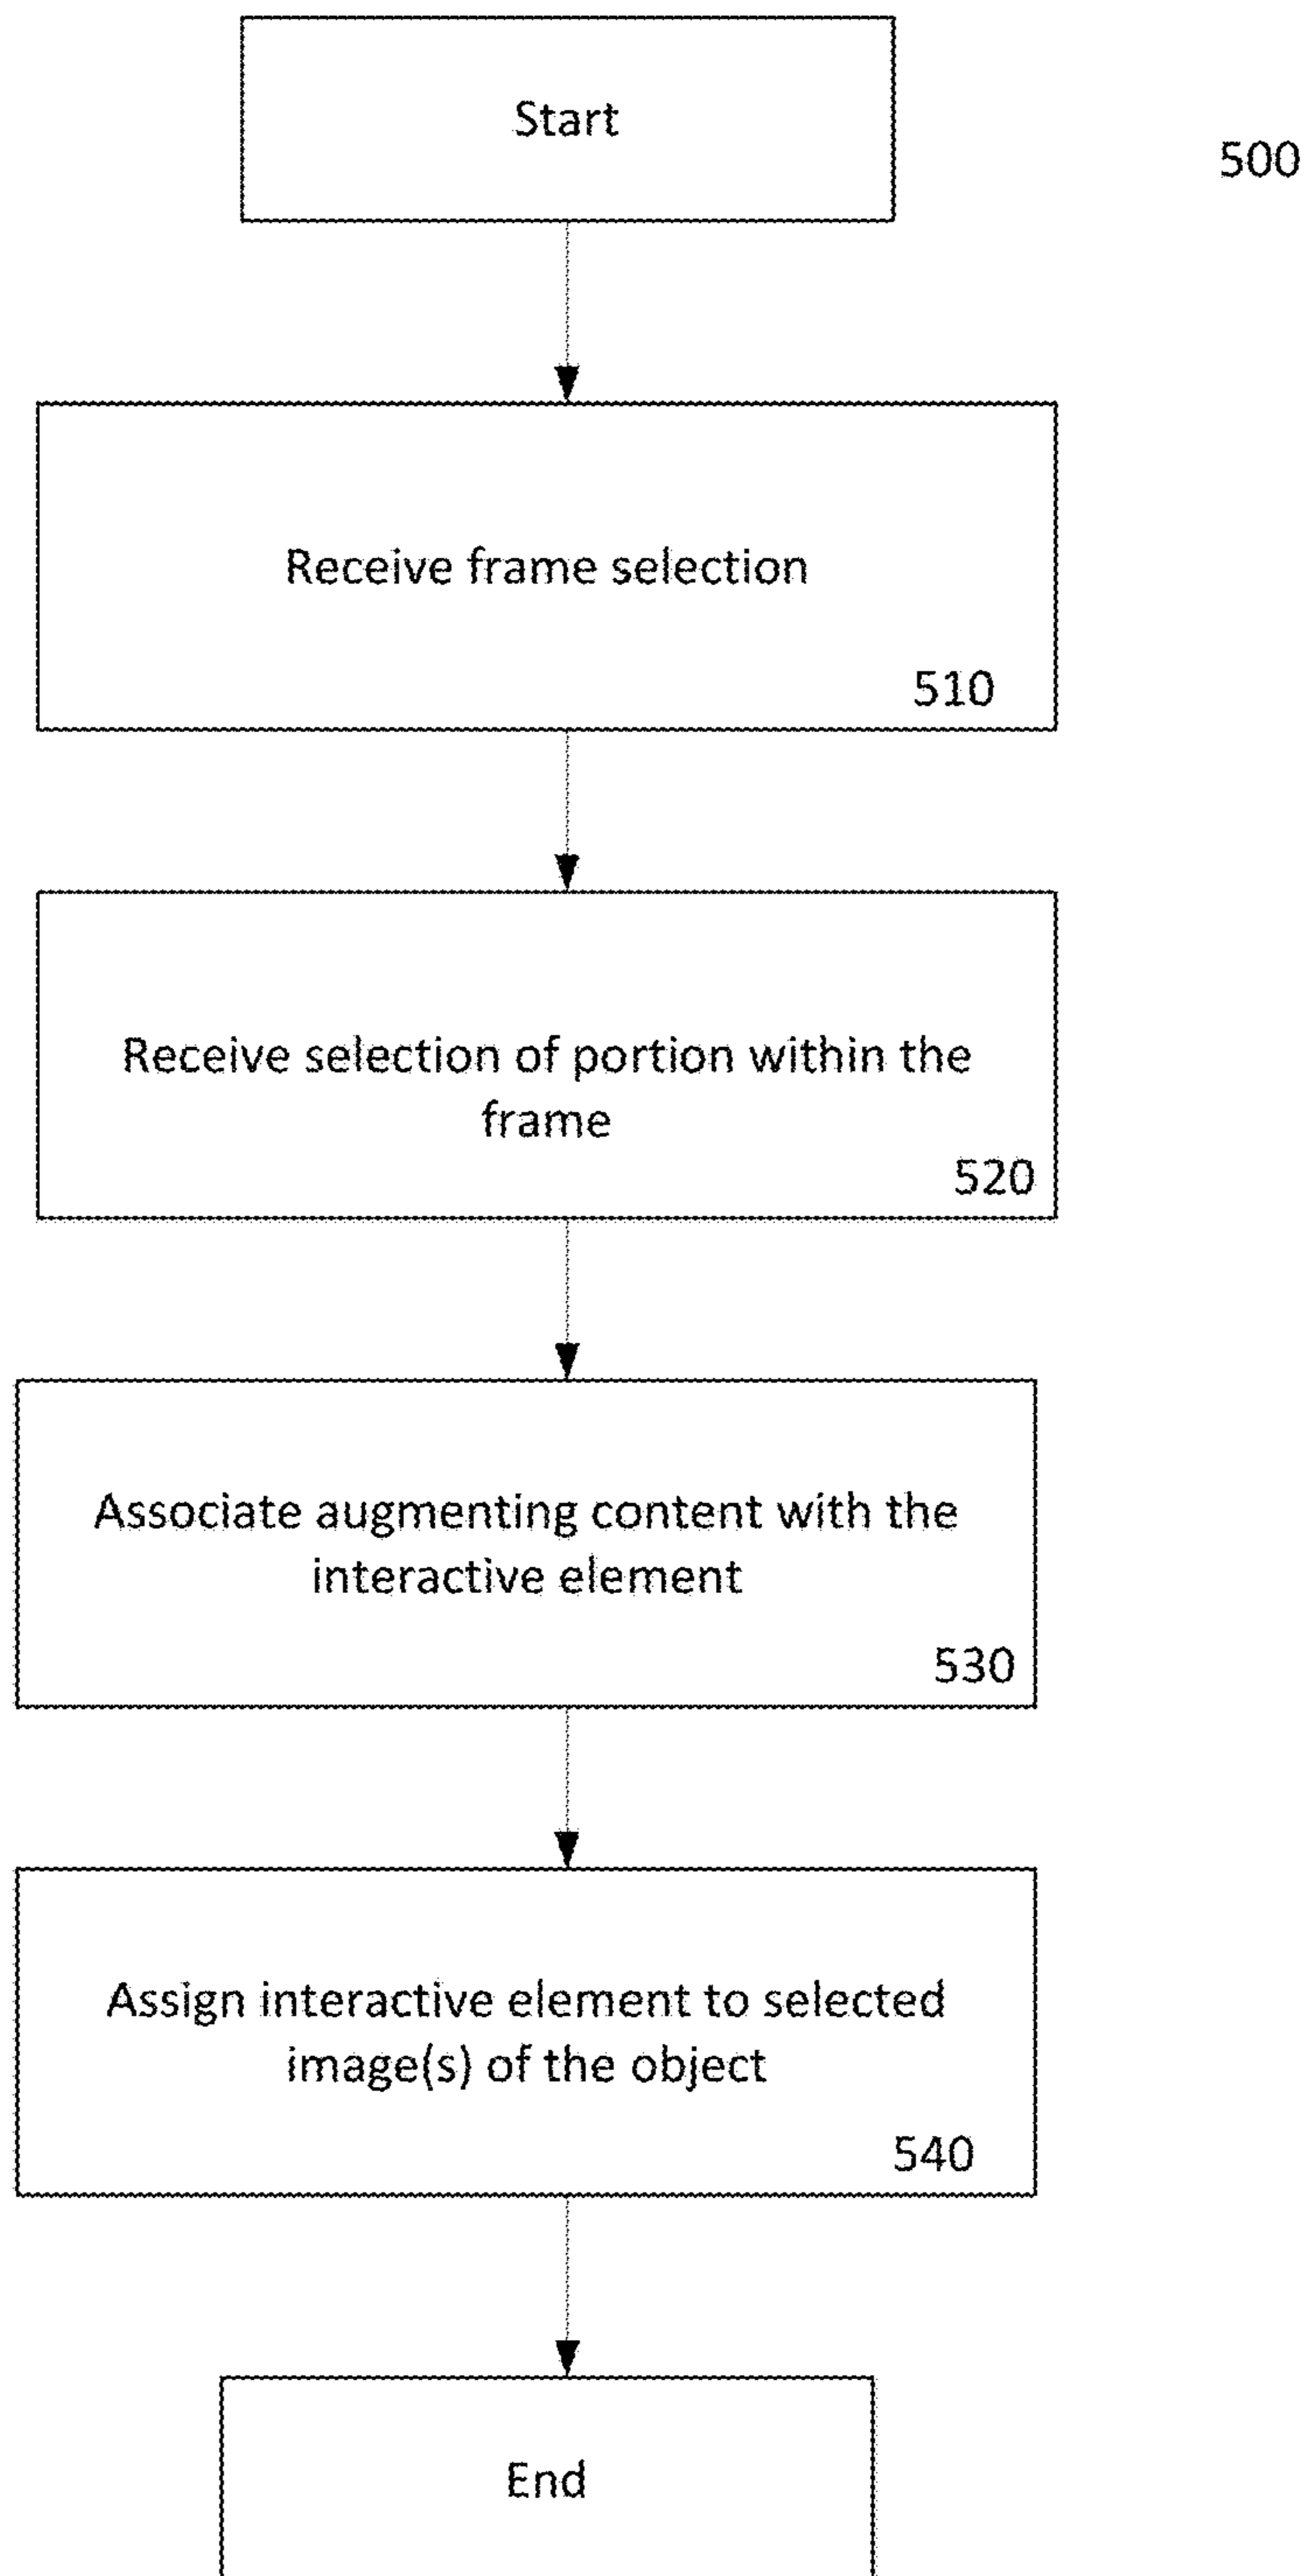 Start
500
Receive frame selection
510
Receive selection of portion within the
frame
520
Associate augmenting content with the
interactive element
530
Assign interactive element to selected
image(s) of the object
540
End